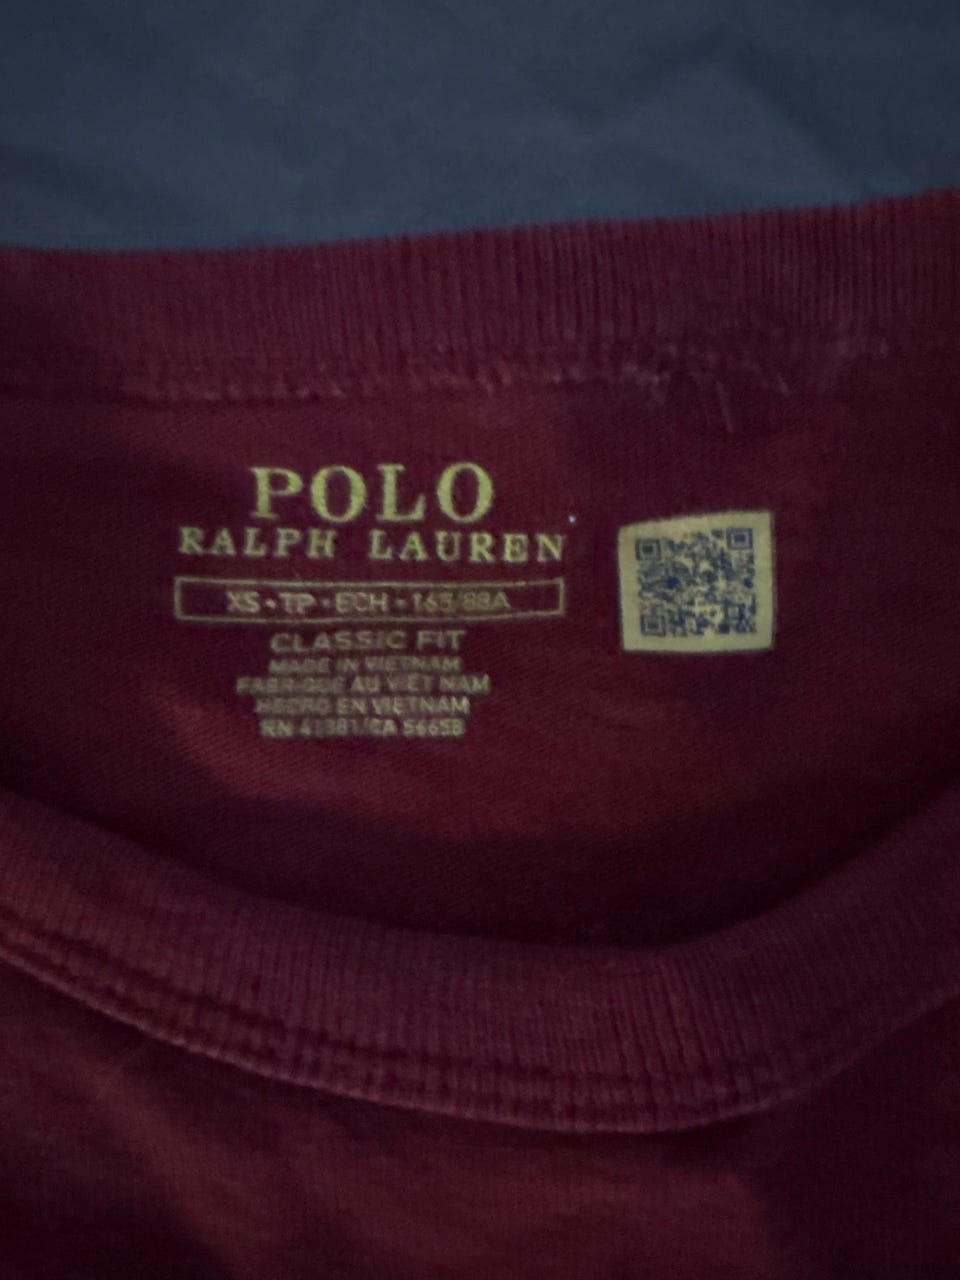 POLO
RALPH LAUREN
XS • TP • ECH • 165/88A
CLASSIC FIT
MADE IN VIETNAM
FABRIQUÉ AU VIET NAM
HECHO EN VIETNAM
RN 41381/CA 56658